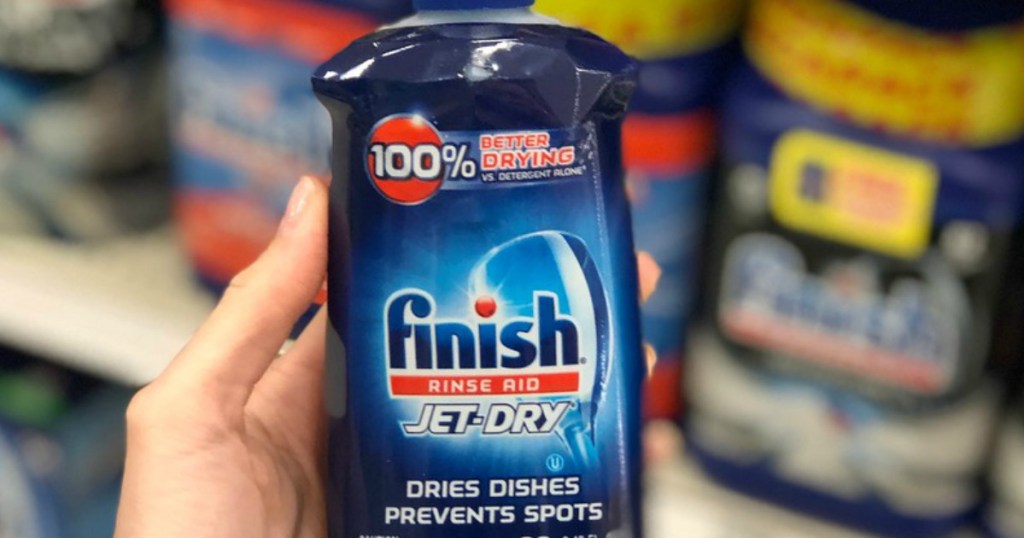 100% BETTER
DRYING
VS. DETERGENT ALONE*
finish
RINSE AID
JET-DRY
U
DRIES DISHES
PREVENTS SPOTS